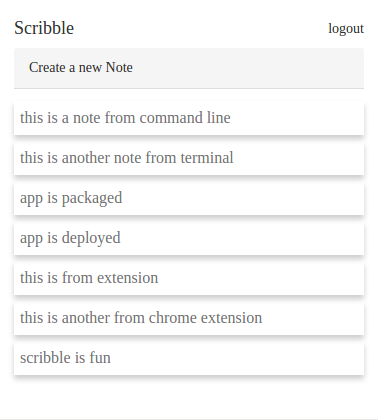 Scribble
logout
Create a new Note
this is a note from command line
this is another note from terminal
app is packaged
app is deployed
this is from extension
this is another from chrome extension
scribble is fun